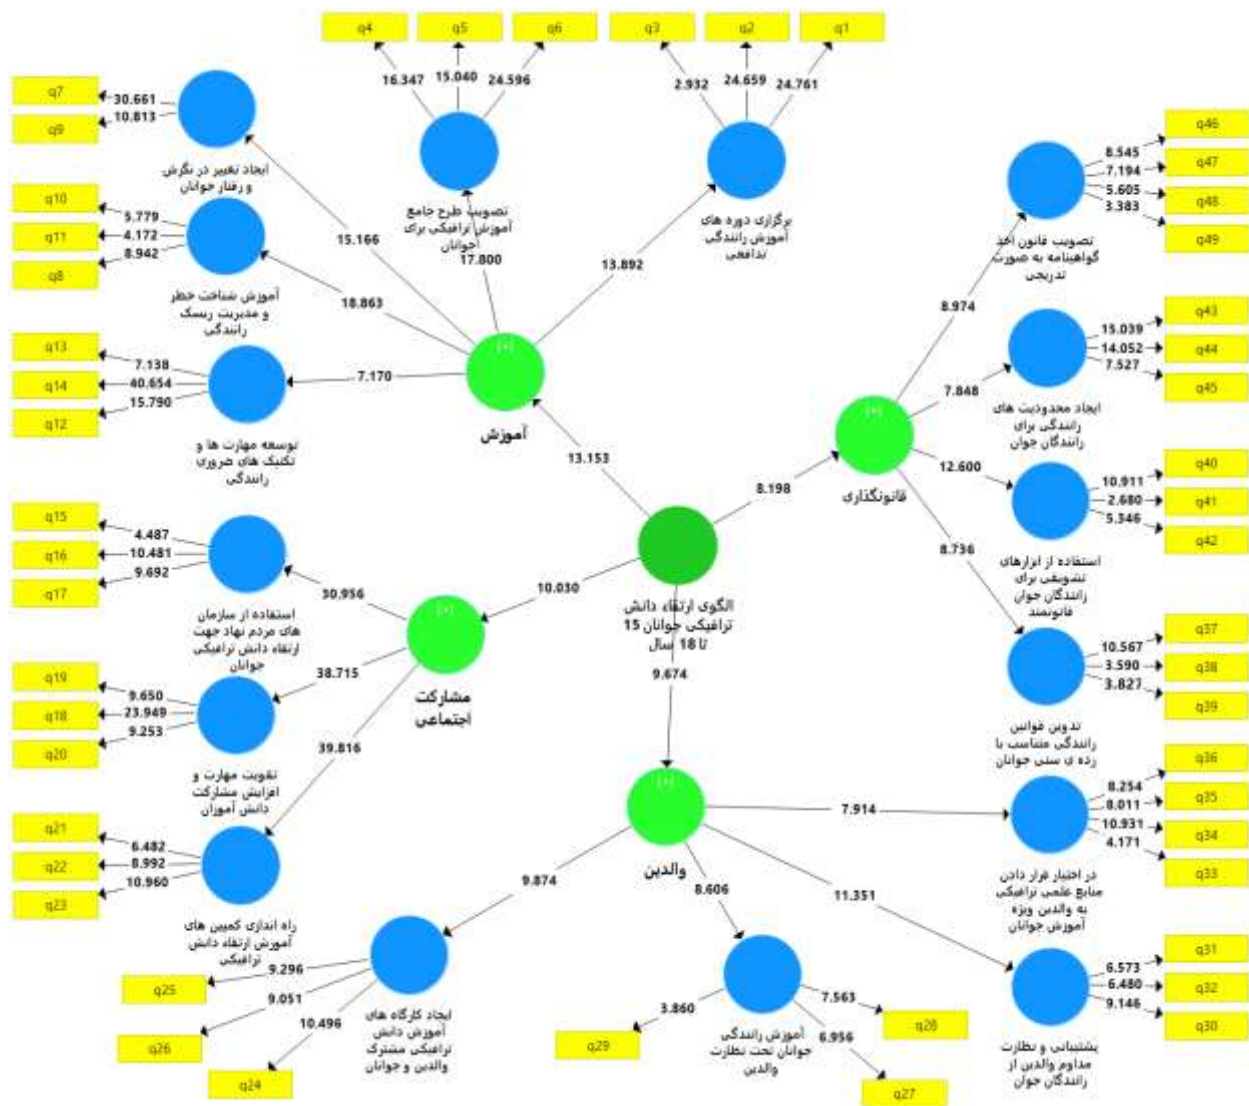 q4
q5
q6
q3
q2
q1
16.347
15.040
24.596
2.932
24.659
24.761
q7
q9
30.661
10.813
ایجاد تغییر در نگرش
و رفتار جوانان
تصویب طرح جامع
آموزش ترافیکی برای
جوانان
برگزاری دوره های
آموزش رانندگی
تدافعی
q46
q47
q48
q49
8.545
7.194
5.605
3.383
تصویب قانون اخذ
گواهینامه به صورت
تدریجی
q10
q11
q8
5.779
4.172
8.942
آموزش شناخت خطر
و مدیریت ریسک
رانندگی
15.166
17.800
13.892
18.863
7.170
8.974
q43
q44
q45
15.039
14.052
7.527
ایجاد محدودیت های
رانندگی برای
رانندگان جوان
q13
q14
q12
7.138
40.654
15.790
توسعه مهارت ها و
تکنیک های ضروری
رانندگی
[+]
آموزش
[+]
قانونگذاری
7.848
12.600
8.736
13.153
8.198
q40
q41
q42
10.911
2.680
5.346
استفاده از ابزارهای
تشویقی برای
رانندگان جوان
قانونمند
q15
q16
q17
4.487
10.481
9.692
استفاده از سازمان
های مردم نهاد جهت
ارتقاء دانش ترافیکی
جوانان
30.956
10.030
الگوی ارتقاء دانش
ترافیکی جوانان 15
تا 18 سال
9.674
q37
q38
q39
10.567
3.590
3.827
تدوین قوانین
رانندگی متناسب با
رده ی سنی جوانان
[+]
مشارکت
اجتماعی
38.715
39.816
q19
q18
q20
9.650
23.949
9.253
تقویت مهارت و
افزایش مشارکت
دانش آموزان
q36
q35
q34
q33
8.254
8.011
10.931
4.171
در اختیار قرار دادن
منابع علمی ترافیکی
به والدین ویژه
آموزش جوانان
[+]
والدین
7.914
9.874
8.606
11.351
q21
q22
q23
6.482
8.992
10.960
راه اندازی کمپین های
آموزش ارتقاء دانش
ترافیکی
q25
q26
q24
9.296
9.051
10.496
ایجاد کارگاه های
آموزش دانش
ترافیکی مشترک
والدین و جوانان
q29
q28
q27
3.860
7.563
6.956
آموزش رانندگی
جوانان تحت نظارت
والدین
q31
q32
q30
6.573
6.480
9.146
پشتیبانی و نظارت
مداوم والدین از
رانندگان جوان